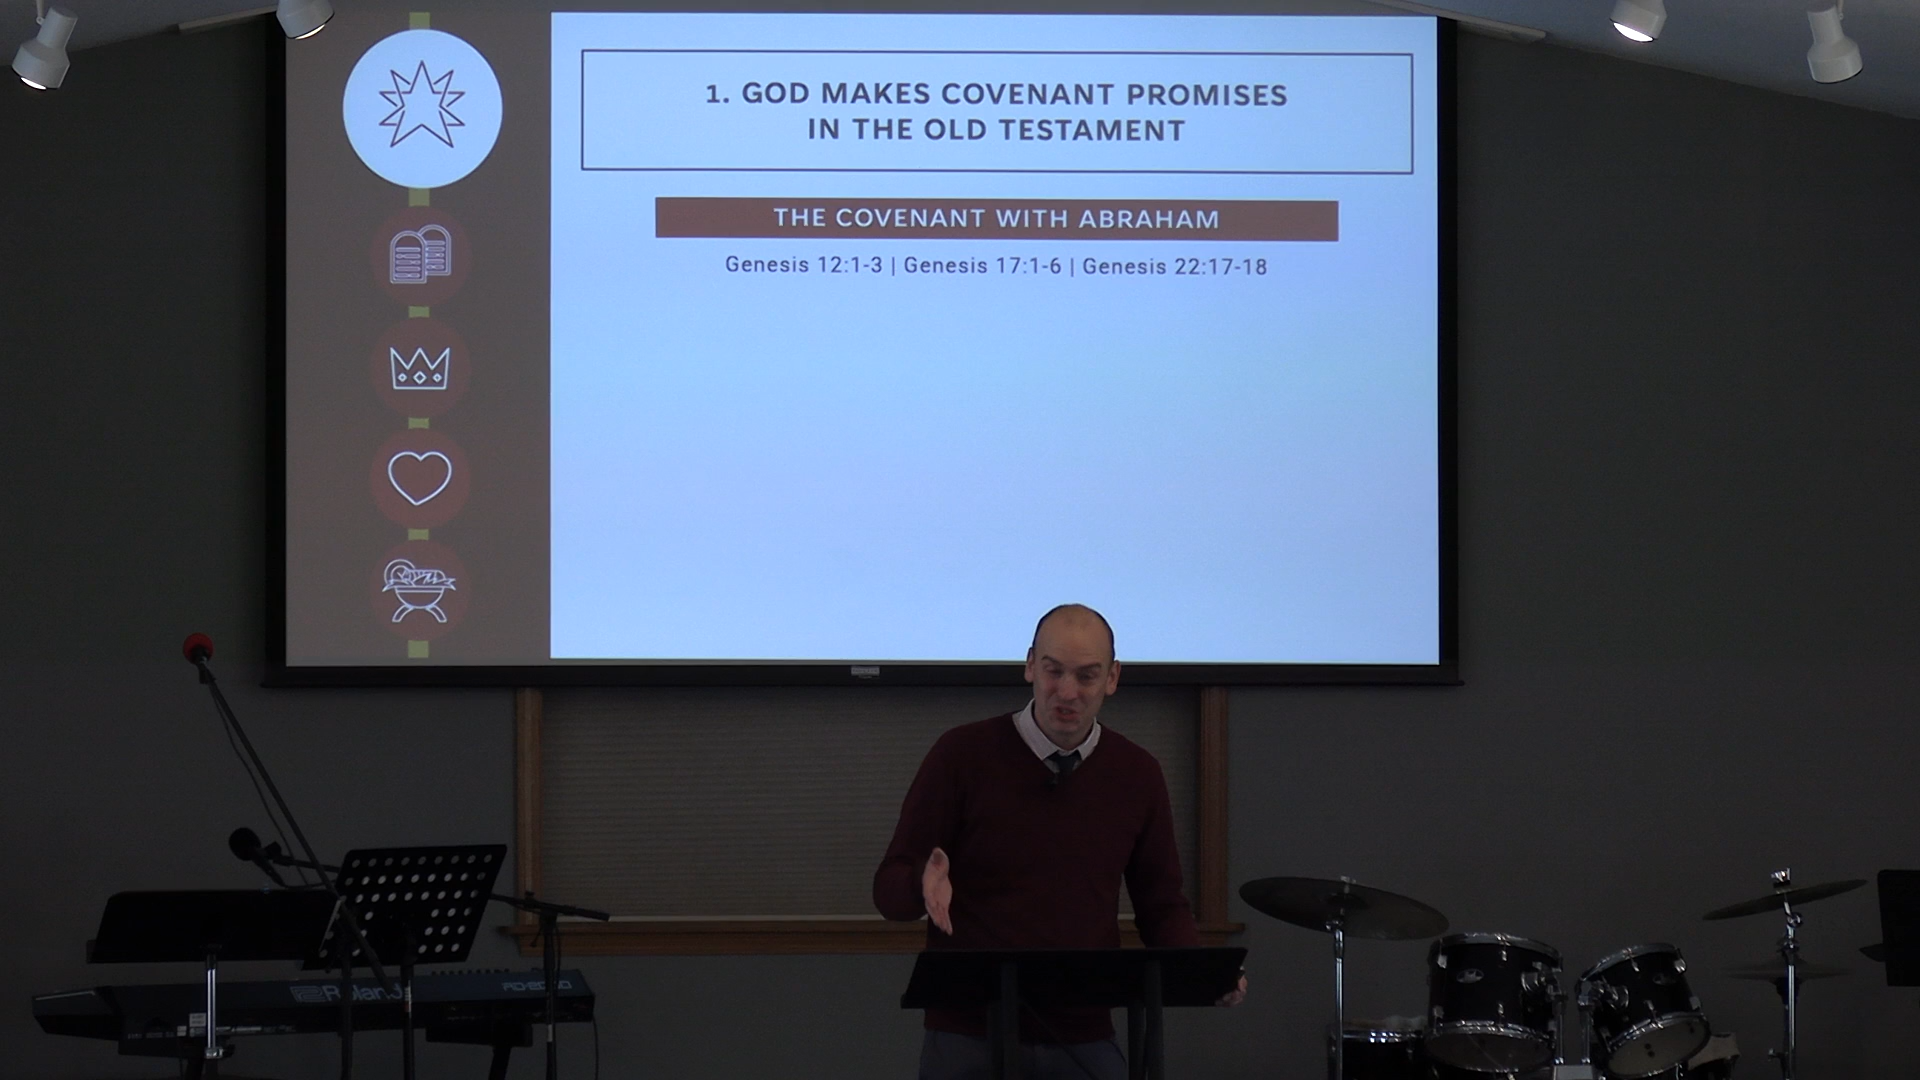 1. GOD MAKES COVENANT PROMISES
IN THE OLD TESTAMENT
THE COVENANT WITH ABRAHAM
Genesis 12:1-3 | Genesis 17:1-6 | Genesis 22:17-18
Roland